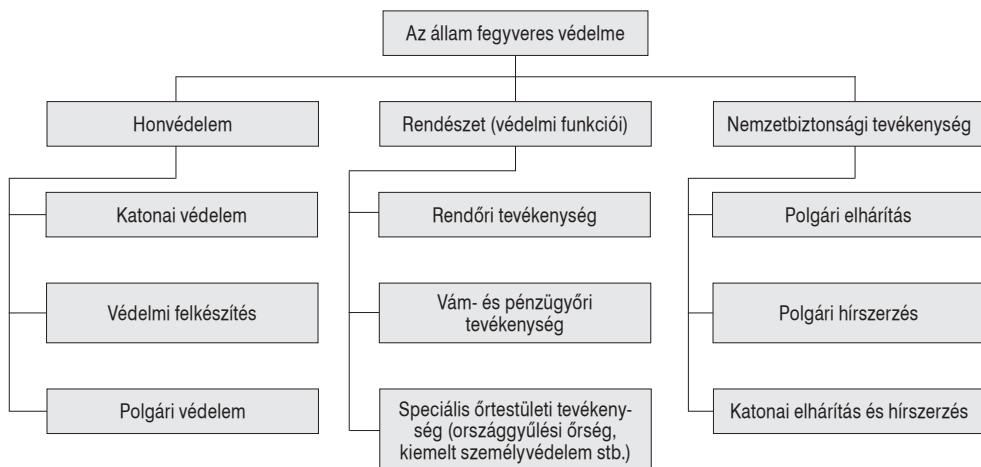 Az állam fegyveres védelme
Honvédelem
Rendészet (védelmi funkciói)
Nemzetbiztonsági tevékenység
Katonai védelem
Rendőri tevékenység
Polgári elhárítás
Védelmi felkészítés
Vám- és pénzügyőri
tevékenység
Polgári hírszerzés
Polgári védelem
Speciális őrtestületi tevékeny-
ség (országgyűlési őrség,
kiemelt személyvédelem stb.)
Katonai elhárítás és hírszerzés